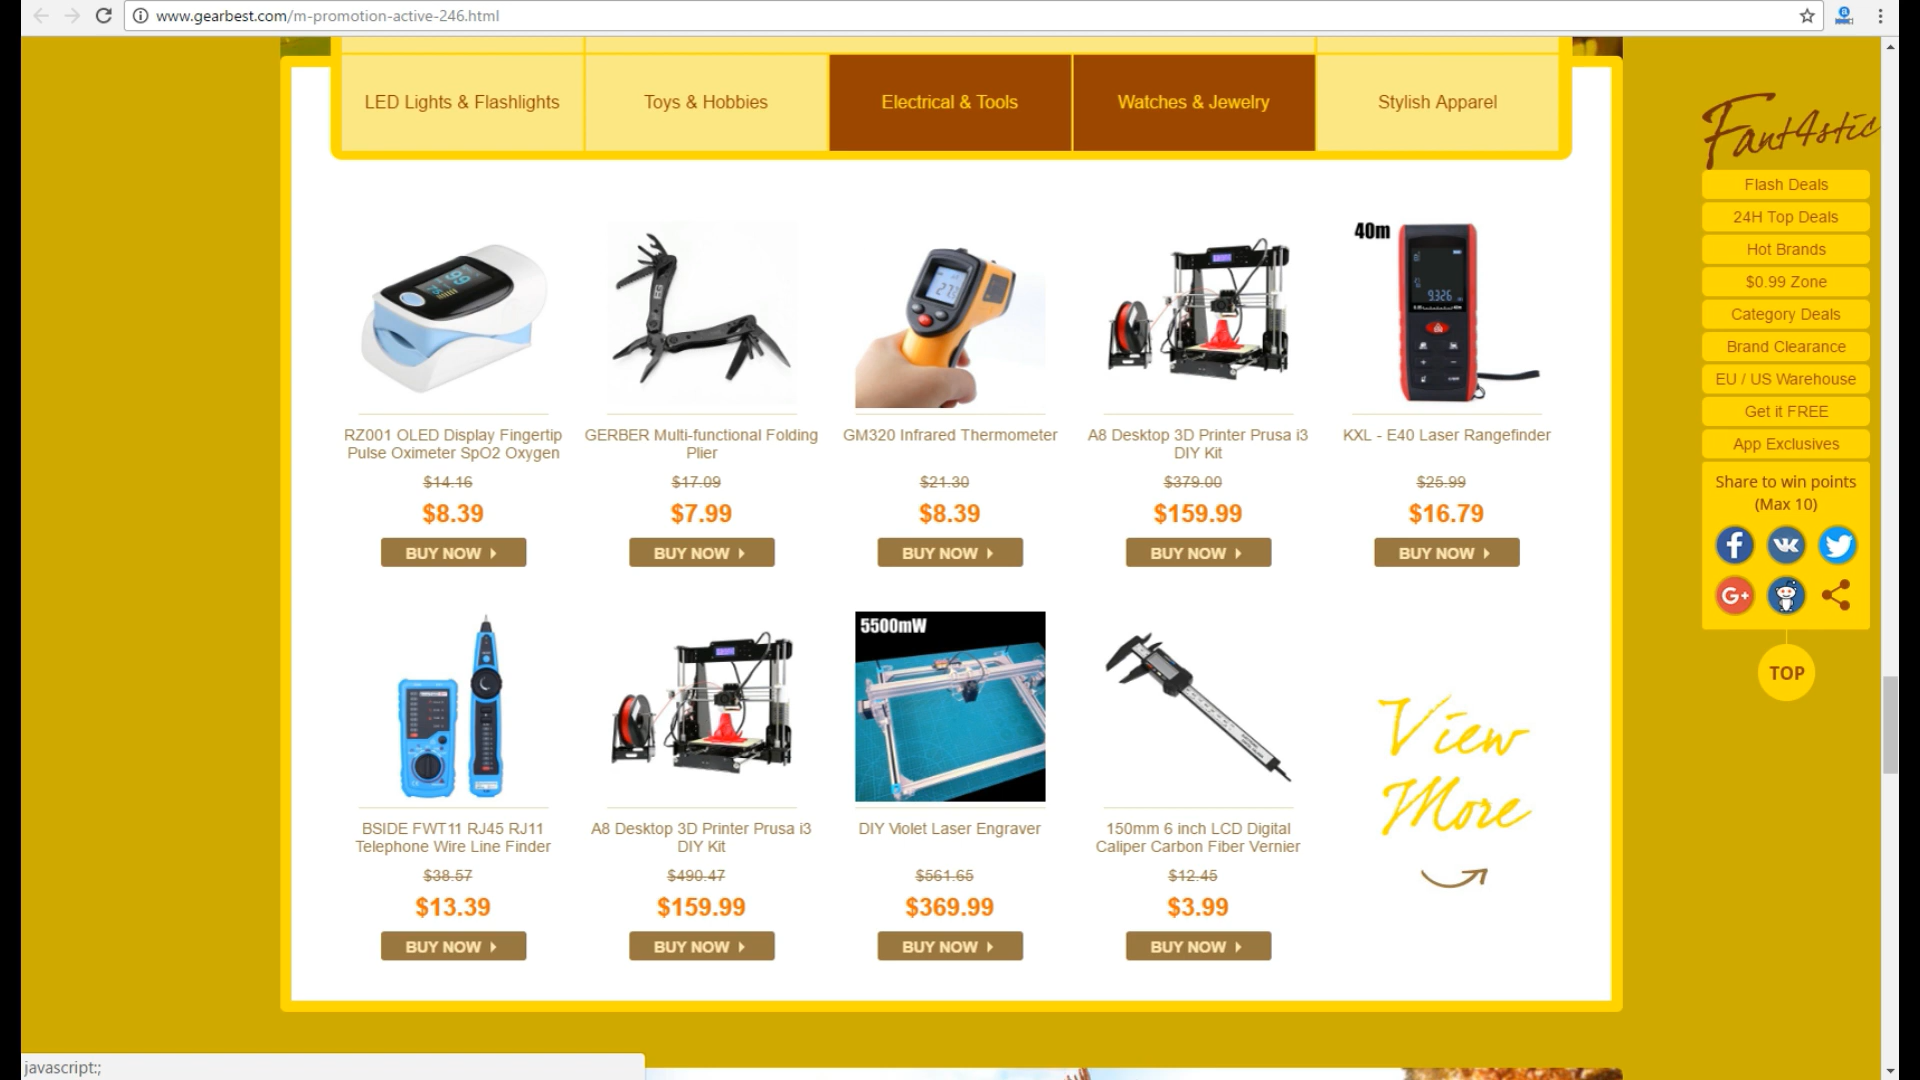 www.gearbest.com/m-promotion-active-246.html
LED Lights & Flashlights
Toys & Hobbies
Electrical & Tools
Watches & Jewelry
Stylish Apparel
Fant4stic
Flash Deals
24H Top Deals
Hot Brands
$0.99 Zone
Category Deals
Brand Clearance
EU / US Warehouse
Get it FREE
App Exclusives
Share to win points
(Max 10)
G+
TOP
40m
RZ001 OLED Display Fingertip
Pulse Oximeter SpO2 Oxygen
$14.16
$8.39
BUY NOW
GERBER Multi-functional Folding
Plier
$17.09
$7.99
BUY NOW
GM320 Infrared Thermometer
$21.30
$8.39
BUY NOW
A8 Desktop 3D Printer Prusa i3
DIY Kit
$379.00
$159.99
BUY NOW
KXL - E40 Laser Rangefinder
$25.99
$16.79
BUY NOW
BSIDE FWT11 RJ45 RJ11
Telephone Wire Line Finder
$38.57
$13.39
BUY NOW
A8 Desktop 3D Printer Prusa i3
DIY Kit
$490.47
$159.99
BUY NOW
5500mW
DIY Violet Laser Engraver
$561.65
$369.99
BUY NOW
150mm 6 inch LCD Digital
Caliper Carbon Fiber Vernier
$12.45
$3.99
BUY NOW
View
More
javascript:;